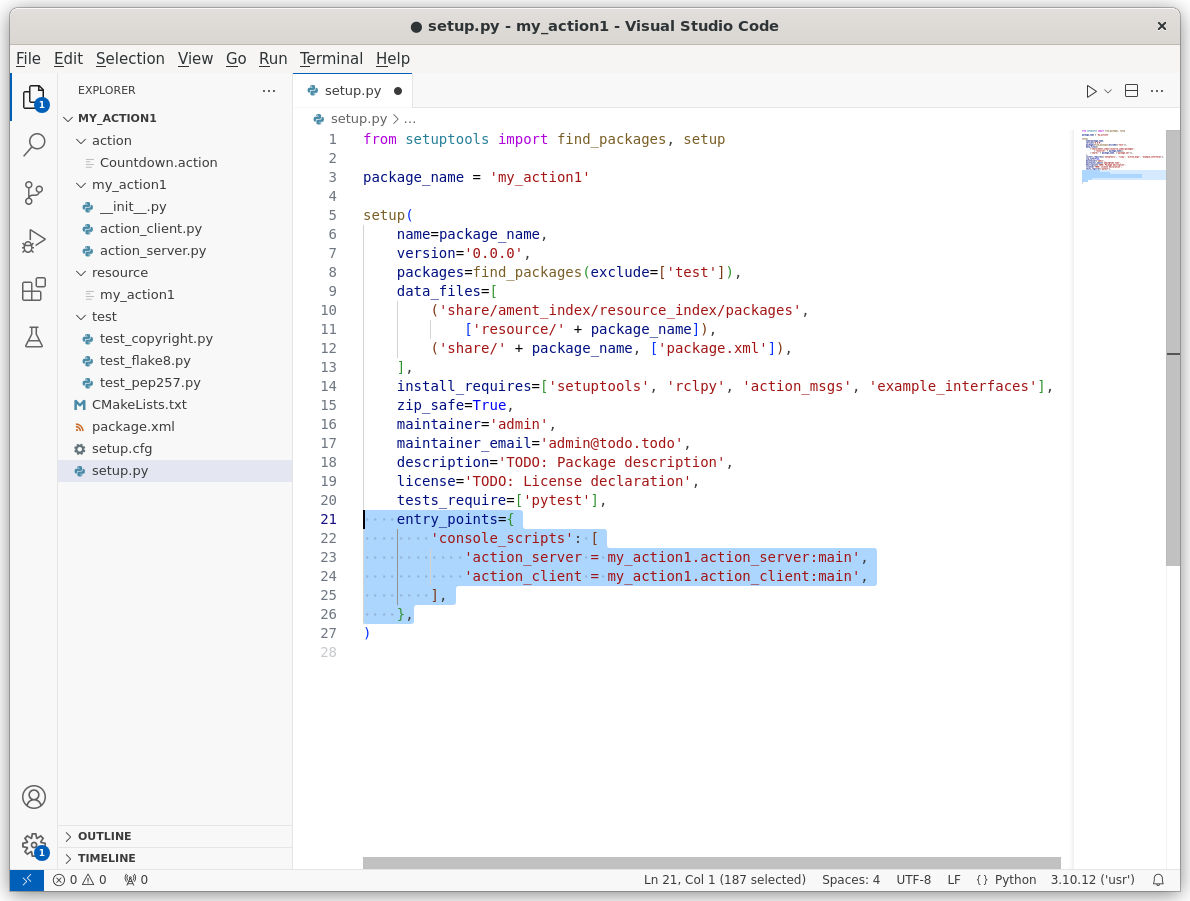 ● setup.py - my_action1 - Visual Studio Code ×
File Edit Selection View Go Run Terminal Help
1
EXPLORER ···
MY_ACTION1
action
Countdown.action
my_action1
__init__.py
action_client.py
action_server.py
resource
my_action1
test
test_copyright.py
test_flake8.py
test_pep257.py
CMakeLists.txt
package.xml
setup.cfg
setup.py
OUTLINE
TIMELINE
1
setup.py ●
setup.py > ...
1 from setuptools import find_packages, setup
2
3 package_name = 'my_action1'
4
5 setup(
6     name=package_name,
7     version='0.0.0',
8     packages=find_packages(exclude=['test']),
9     data_files=[
10         ('share/ament_index/resource_index/packages',
11             ['resource/' + package_name]),
12         ('share/' + package_name, ['package.xml']),
13     ],
14     install_requires=['setuptools', 'rclpy', 'action_msgs', 'example_interfaces'],
15     zip_safe=True,
16     maintainer='admin',
17     maintainer_email='admin@todo.todo',
18     description='TODO: Package description',
19     license='TODO: License declaration',
20     tests_require=['pytest'],
21     entry_points={
22         'console_scripts': [
23             'action_server = my_action1.action_server:main',
24             'action_client = my_action1.action_client:main',
25         ],
26     },
27 )
28
0 0 0 Ln 21, Col 1 (187 selected) Spaces: 4 UTF-8 LF {} Python 3.10.12 ('usr')